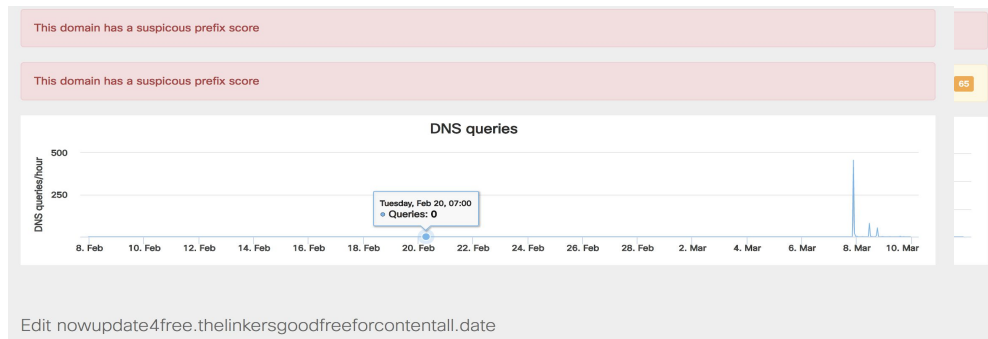 This domain has a suspicous prefix score
This domain has a suspicous prefix score
65
DNS queries
DNS queries/hour
500
250
Tuesday, Feb 20, 07:00
Queries: 0
8. Feb 10. Feb 12. Feb 14. Feb 16. Feb 18. Feb 20. Feb 22. Feb 24. Feb 26. Feb 28. Feb 2. Mar 4. Mar 6. Mar 8. Mar 10. Mar
Edit nowupdate4free.thelinkersgoodfreeforcontentall.date